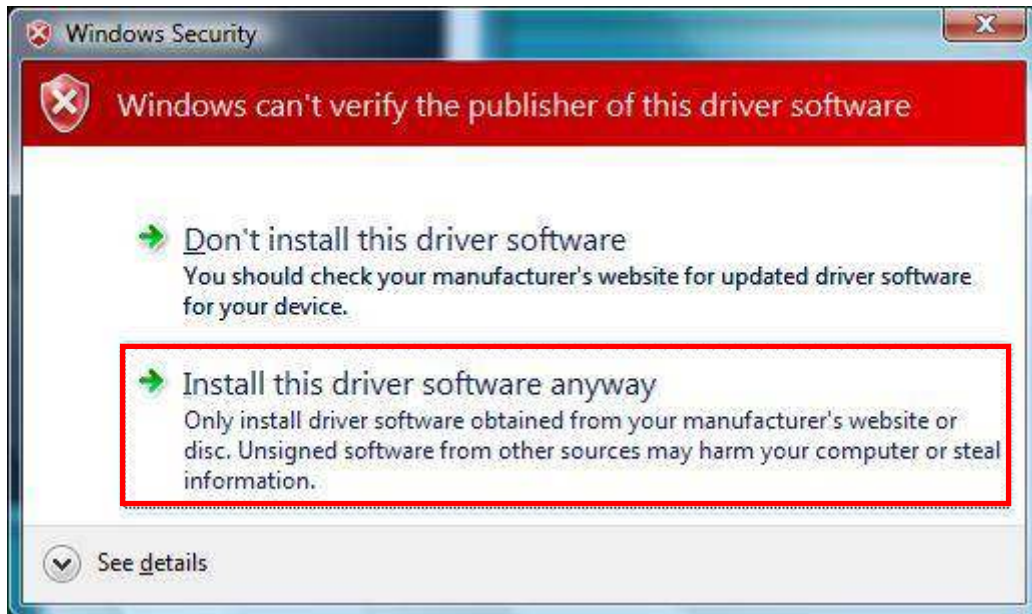 Windows Security
Windows can't verify the publisher of this driver software
Don't install this driver software
You should check your manufacturer's website for updated driver software
for your device.
Install this driver software anyway
Only install driver software obtained from your manufacturer's website or
disc. Unsigned software from other sources may harm your computer or steal
information.
See details